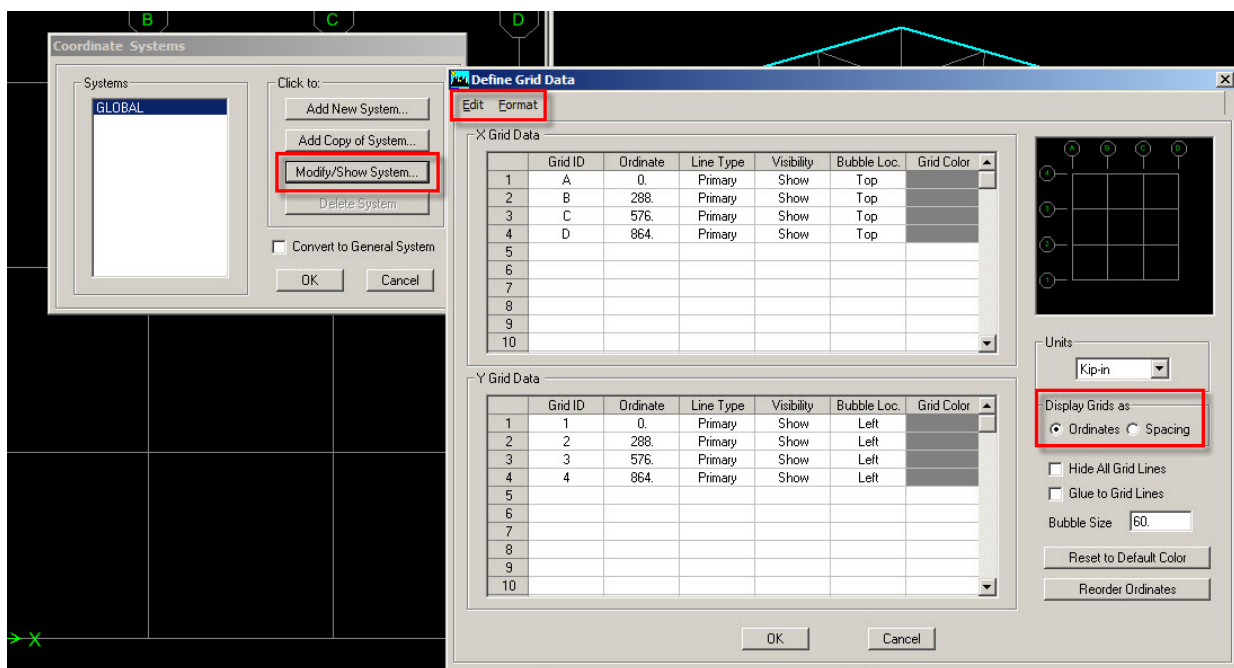 B
C
D
Coordinate Systems
Systems
GLOBAL
Click to:
Add New System...
Add Copy of System...
Modify/Show System...
Delete System
Convert to General System
OK Cancel
X
Define Grid Data
Edit Format
X Grid Data
Grid ID Ordinate Line Type Visibility Bubble Loc. Grid Color
1 A 0. Primary Show Top
2 B 288. Primary Show Top
3 C 576. Primary Show Top
4 D 864. Primary Show Top
5
6
7
8
9
10
Y Grid Data
Grid ID Ordinate Line Type Visibility Bubble Loc. Grid Color
1 1 0. Primary Show Left
2 2 288. Primary Show Left
3 3 576. Primary Show Left
4 4 864. Primary Show Left
5
6
7
8
9
10
A B C D
4
3
2
1
Units
Kip-in
Display Grids as
Ordinates Spacing
Hide All Grid Lines
Glue to Grid Lines
Bubble Size 60.
Reset to Default Color
Reorder Ordinates
OK Cancel